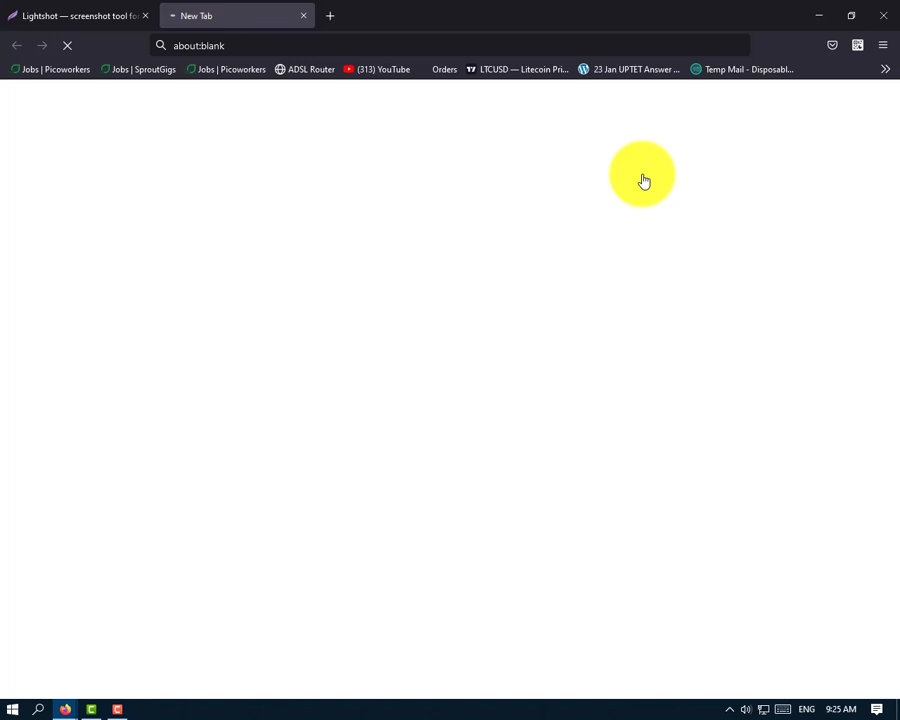 Lightshot — screenshot tool fo
New Tab
about:blank
Jobs | Picoworkers
Jobs | SproutGigs
Jobs | Picoworkers
ADSL Router
(313) YouTube
Orders
LTCUSD — Litecoin Pri...
23 Jan UPTET Answer ...
Temp Mail - Disposabl...
ENG
9:25 AM